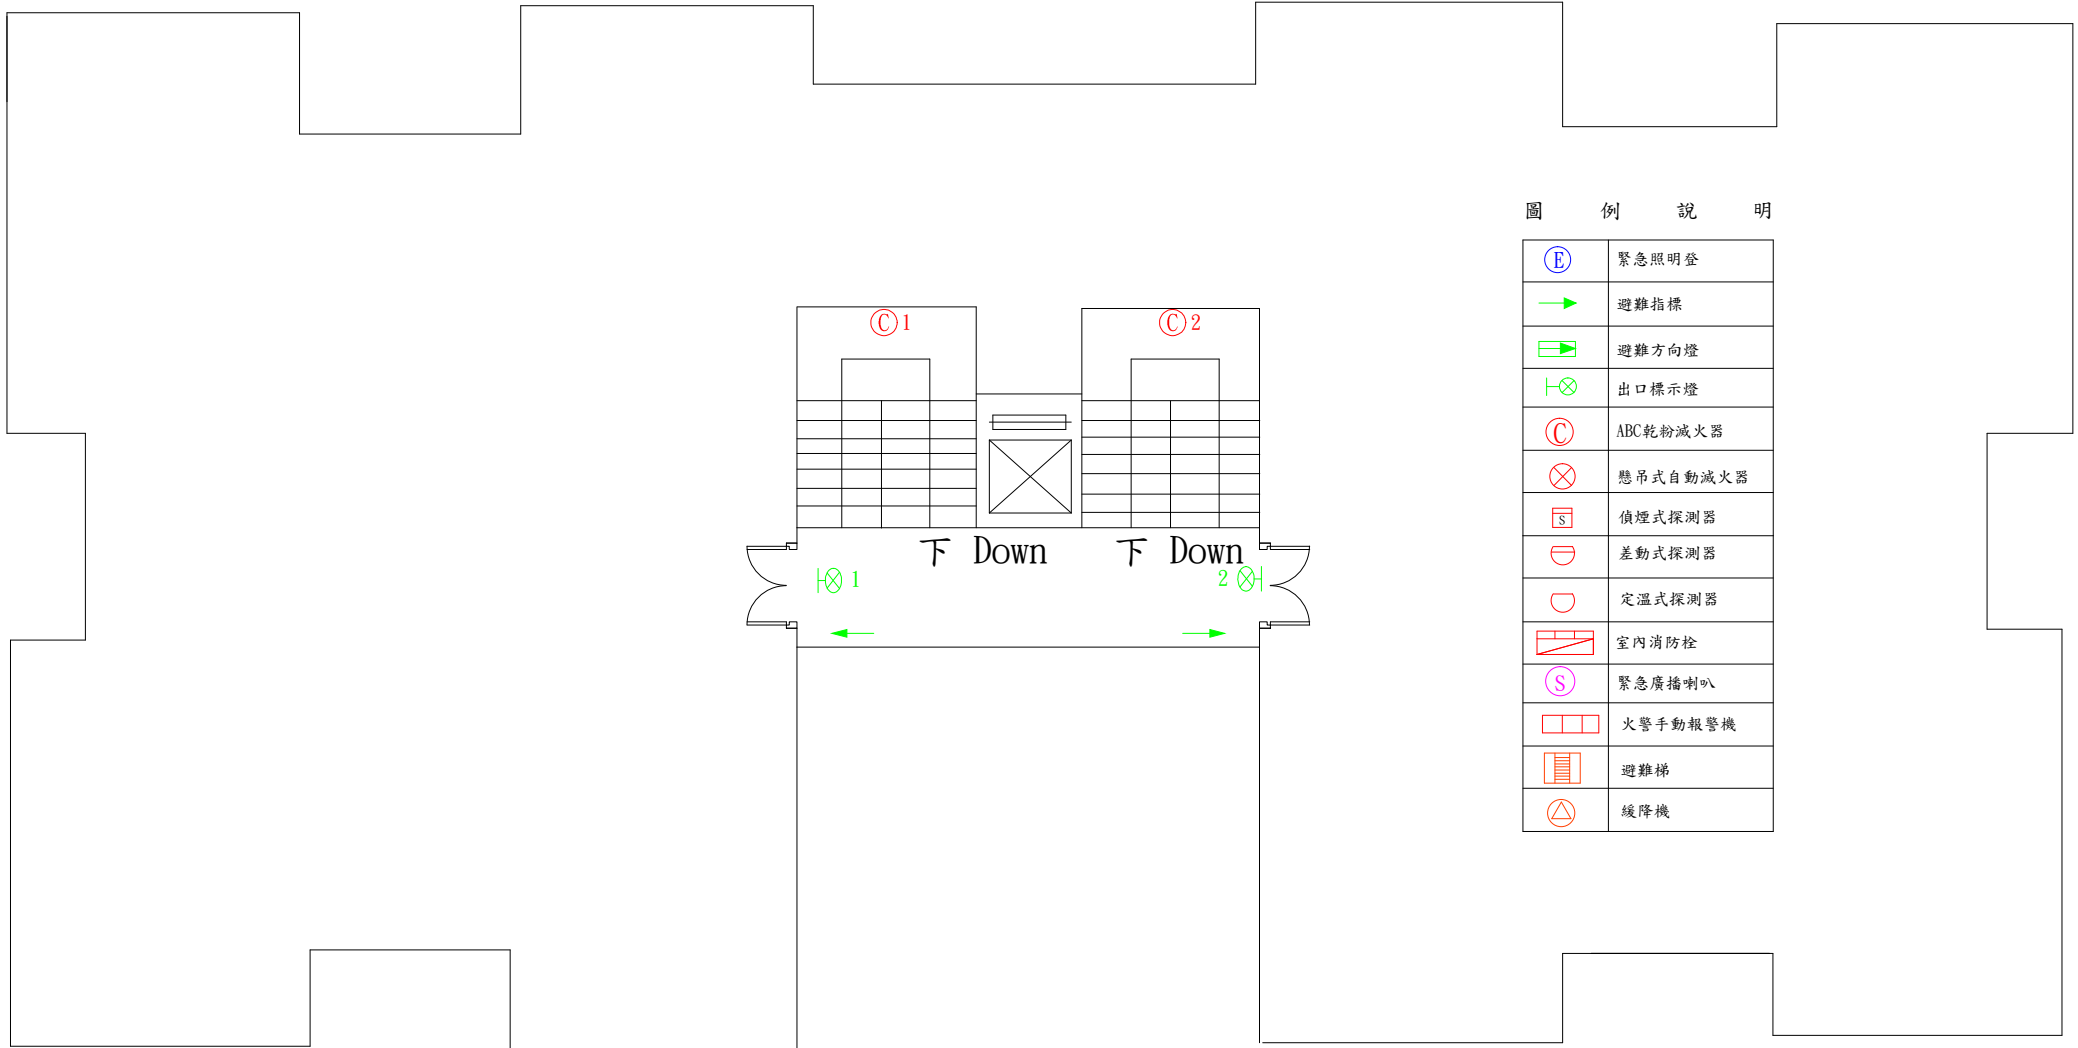 圖 例 說 明
E 緊急照明登
避難指標
避難方向燈
出口標示燈
C ABC乾粉滅火器
懸吊式自動滅火器
S 偵煙式探測器
差動式探測器
定溫式探測器
室內消防栓
S 緊急廣播喇叭
火警手動報警機
避難梯
緩降機
C 1
C 2
下 Down
下 Down
1
2